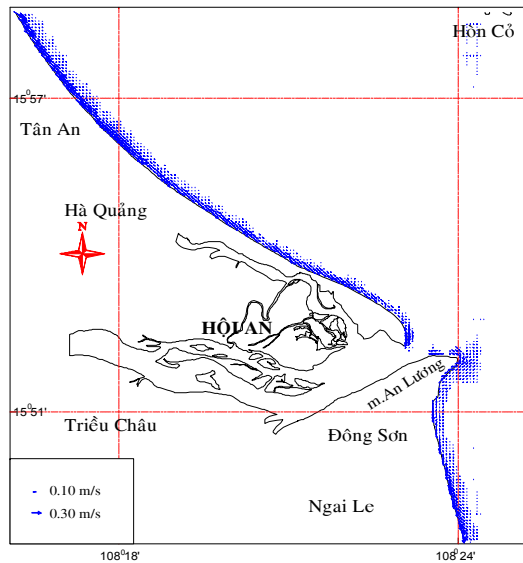 Hòn Cỏ
15°57'
Tân An
Hà Quảng
N
HỘI AN
m.An Lương
15°51'
Triều Châu
Đông Sơn
Ngai Le
0.10 m/s
0.30 m/s
108°18'
108°24'